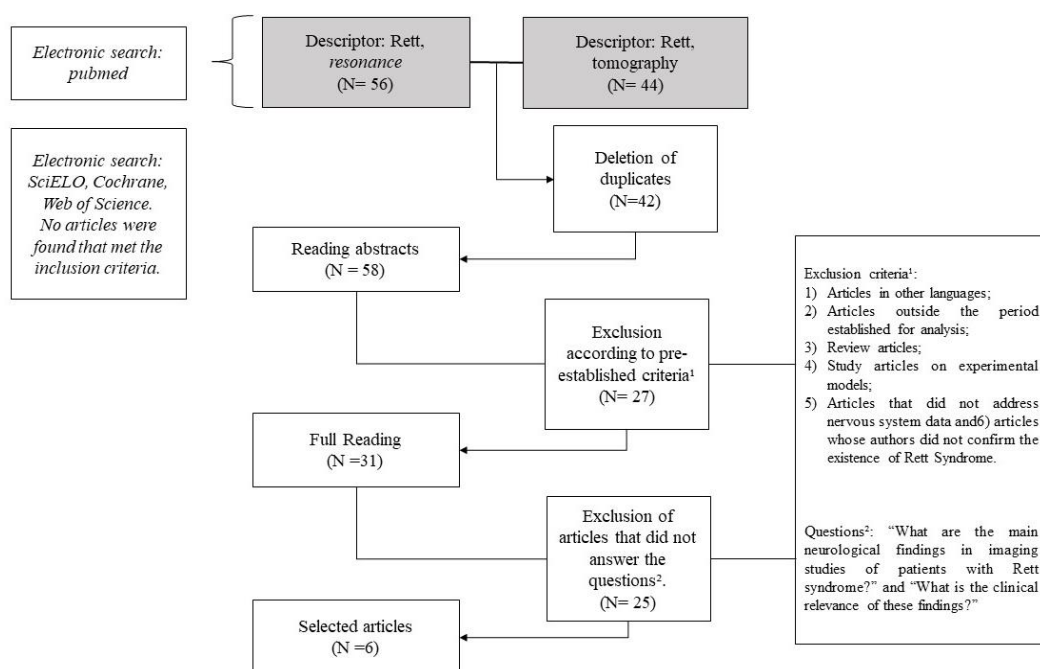 Electronic search:
pubmed
Descriptor: Rett,
resonance
(N= 56)
Descriptor: Rett,
tomography
(N= 44)
Electronic search:
SciELO, Cochrane,
Web of Science.
No articles were
found that met the
inclusion criteria.
Deletion of
duplicates
(N=42)
Reading abstracts
(N = 58)
Exclusion
according to pre-
established criteria¹
(N= 27)
Exclusion criteria¹:
1) Articles in other languages;
2) Articles outside the period
established for analysis;
3) Review articles;
4) Study articles on experimental
models;
5) Articles that did not address
nervous system data and6) articles
whose authors did not confirm the
existence of Rett Syndrome.
Full Reading
(N =31)
Exclusion of
articles that did not
answer the
questions².
(N= 25)
Questions²: “What are the main
neurological findings in imaging
studies of patients with Rett
syndrome?” and “What is the clinical
relevance of these findings?”
Selected articles
(N =6)